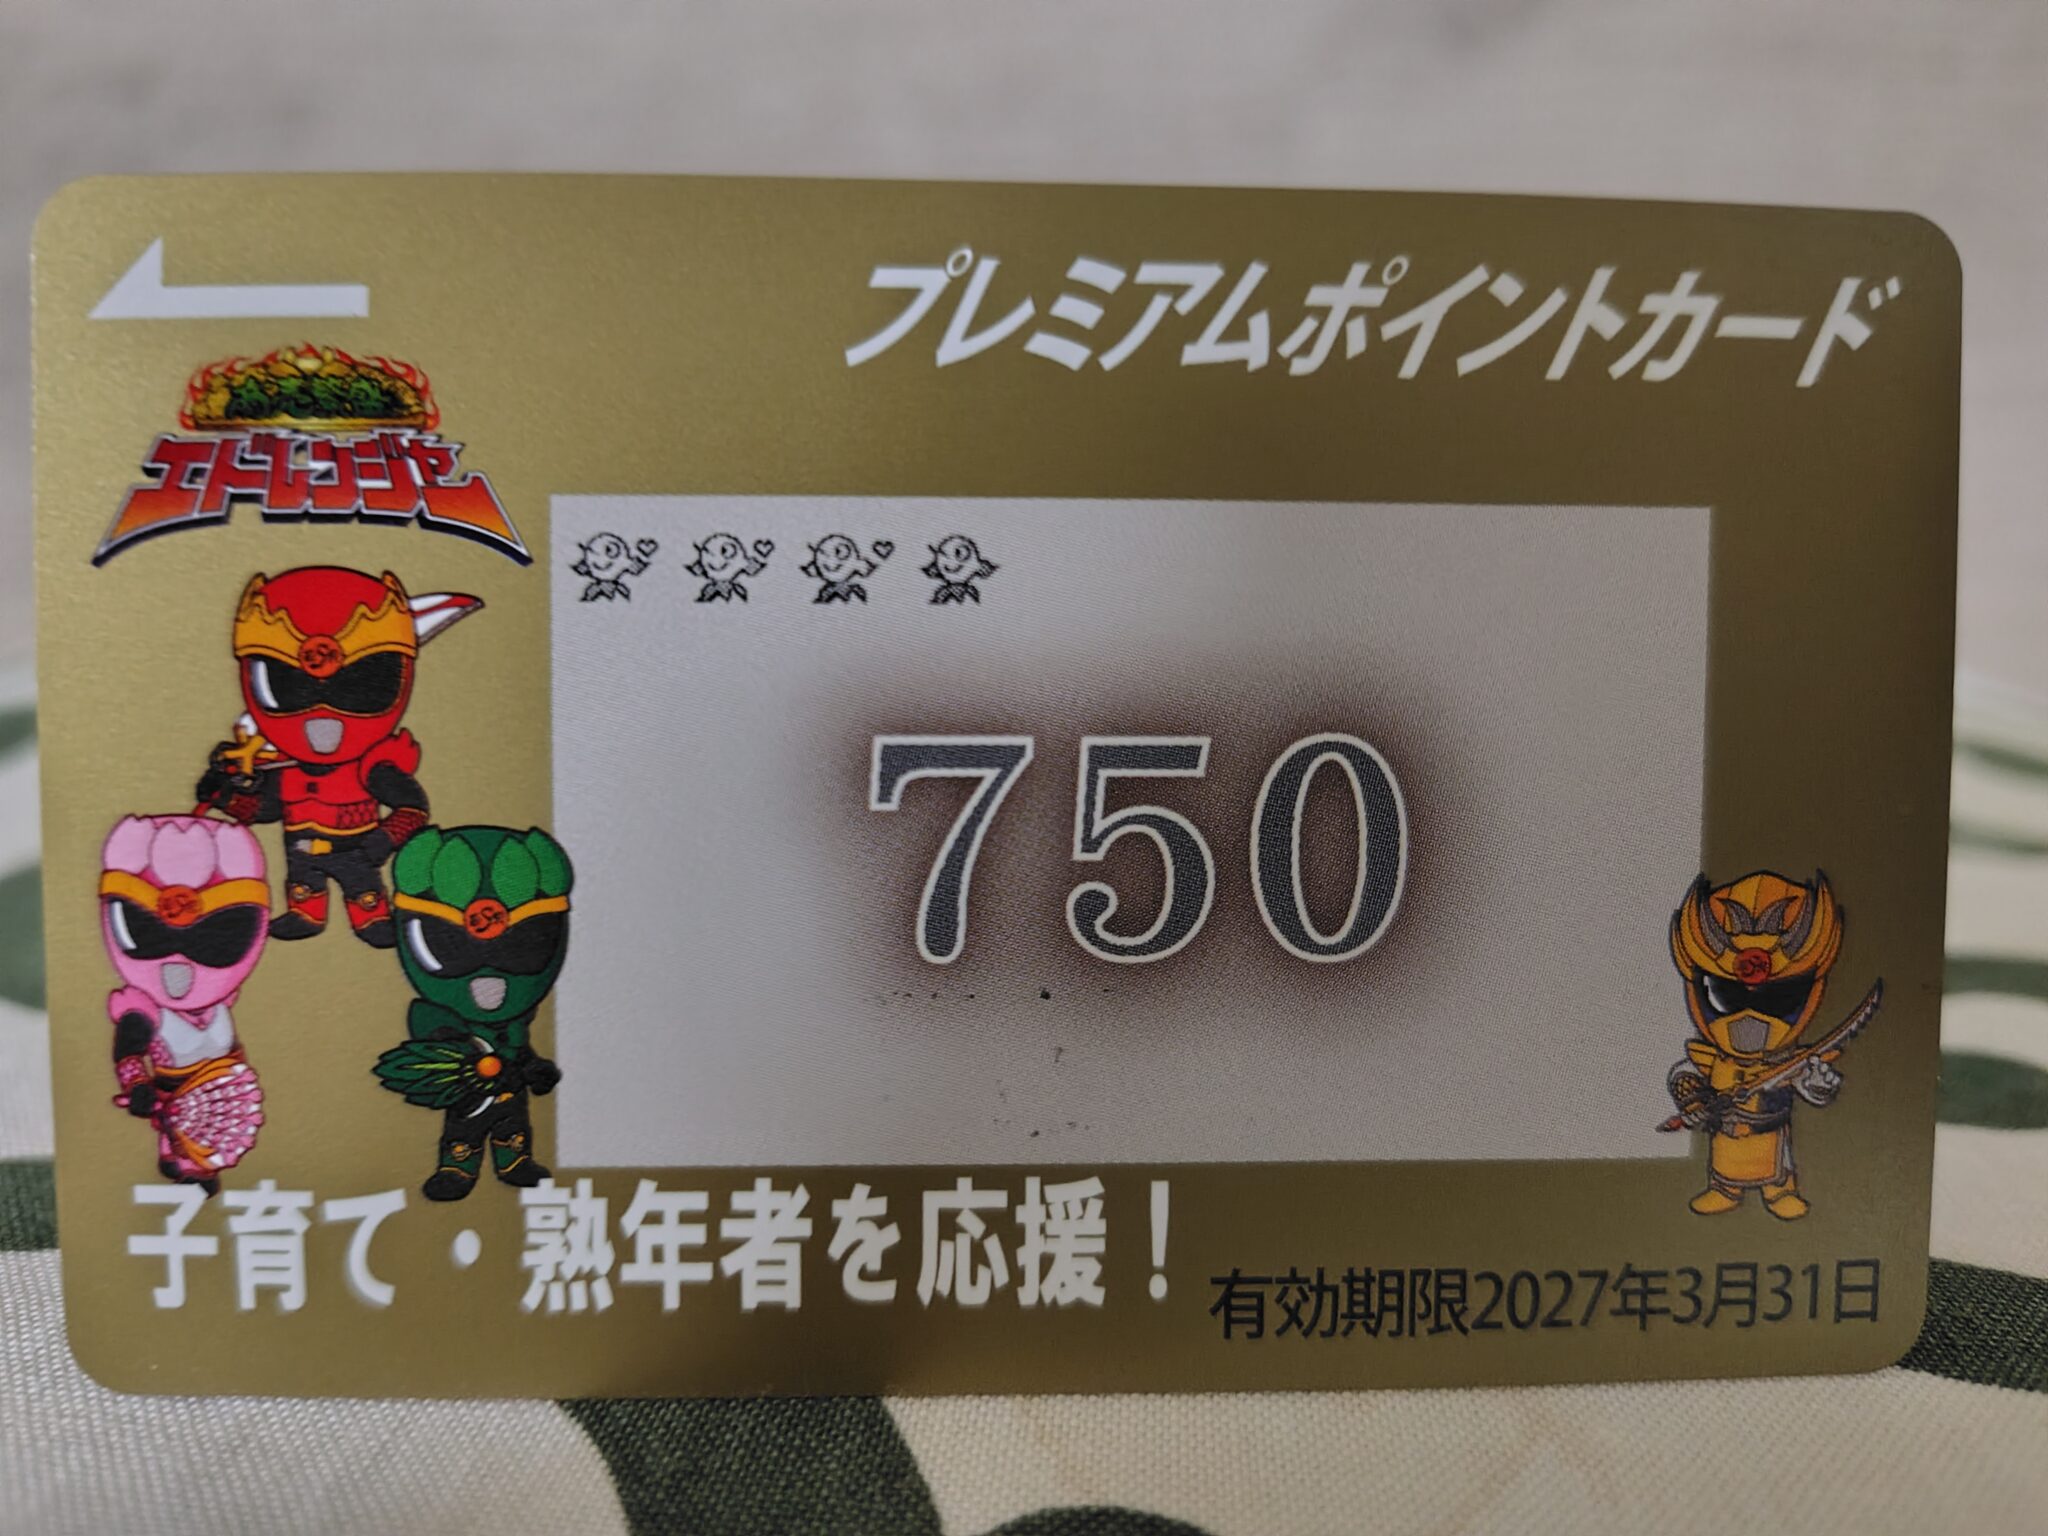 プレミアムポイントカード
エドレンジャー
750
子育て・熟年者を応援！
有効期限2027年3月31日